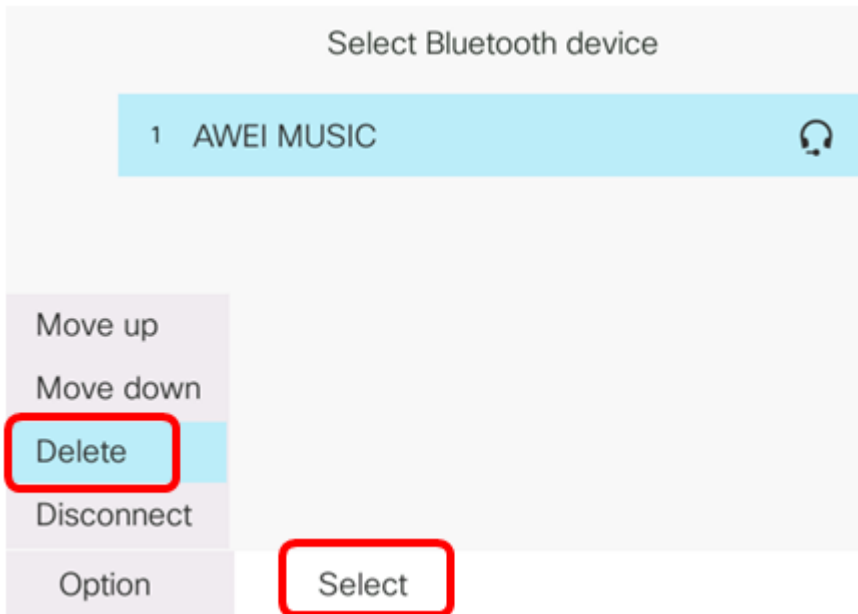 Select Bluetooth device
1 AWEI MUSIC
Move up
Move down
Delete
Disconnect
Option Select